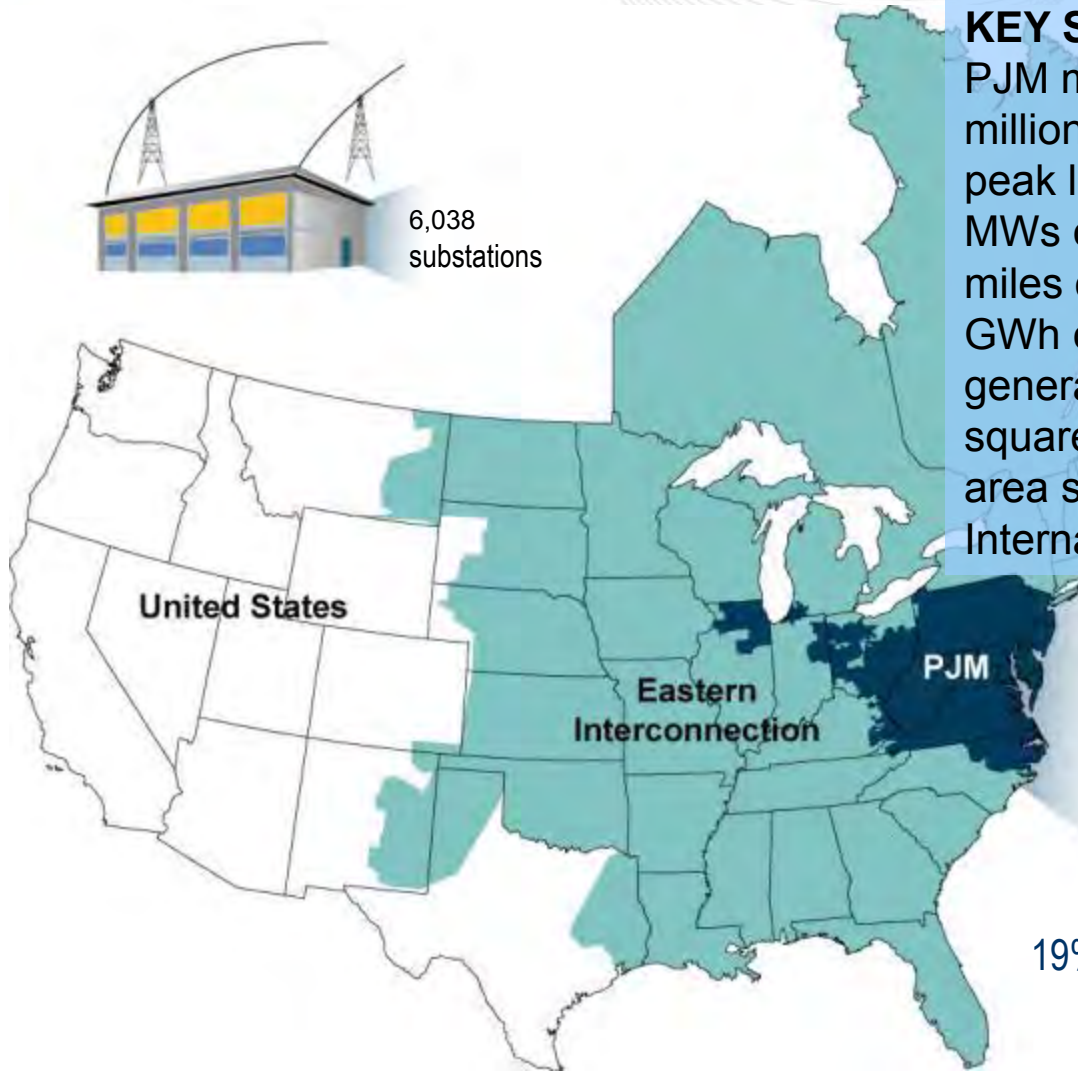 KEY S
PJM m
million
peak l
MWs
miles
GWh
genera
square
area s
Interna
6,038
substations
United States
PJM
Eastern
Interconnection
19%